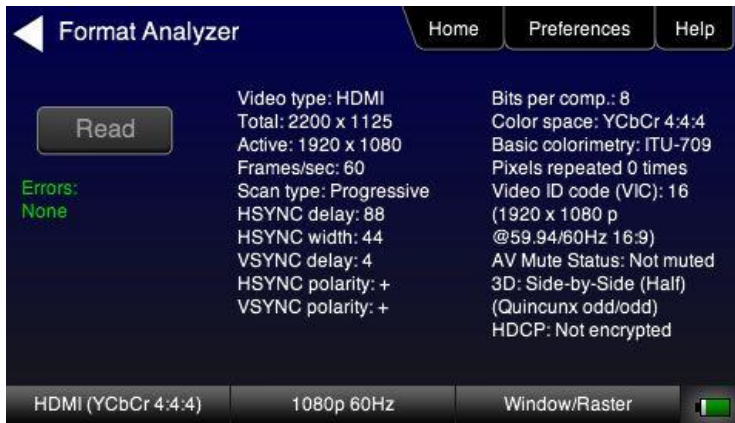 Format Analyzer
Home
Preferences
Help
Read
Errors:
None
Video type: HDMI
Total: 2200 x 1125
Active: 1920 x 1080
Frames/sec: 60
Scan type: Progressive
HSYNC delay: 88
HSYNC width: 44
VSYNC delay: 4
HSYNC polarity: +
VSYNC polarity: +
Bits per comp.: 8
Color space: YCbCr 4:4:4
Basic colorimetry: ITU-709
Pixels repeated 0 times
Video ID code (VIC): 16
(1920 x 1080 p
@59.94/60Hz 16:9)
AV Mute Status: Not muted
3D: Side-by-Side (Half)
(Quincunx odd/odd)
HDCP: Not encrypted
HDMI (YCbCr 4:4:4)
1080p 60Hz
Window/Raster